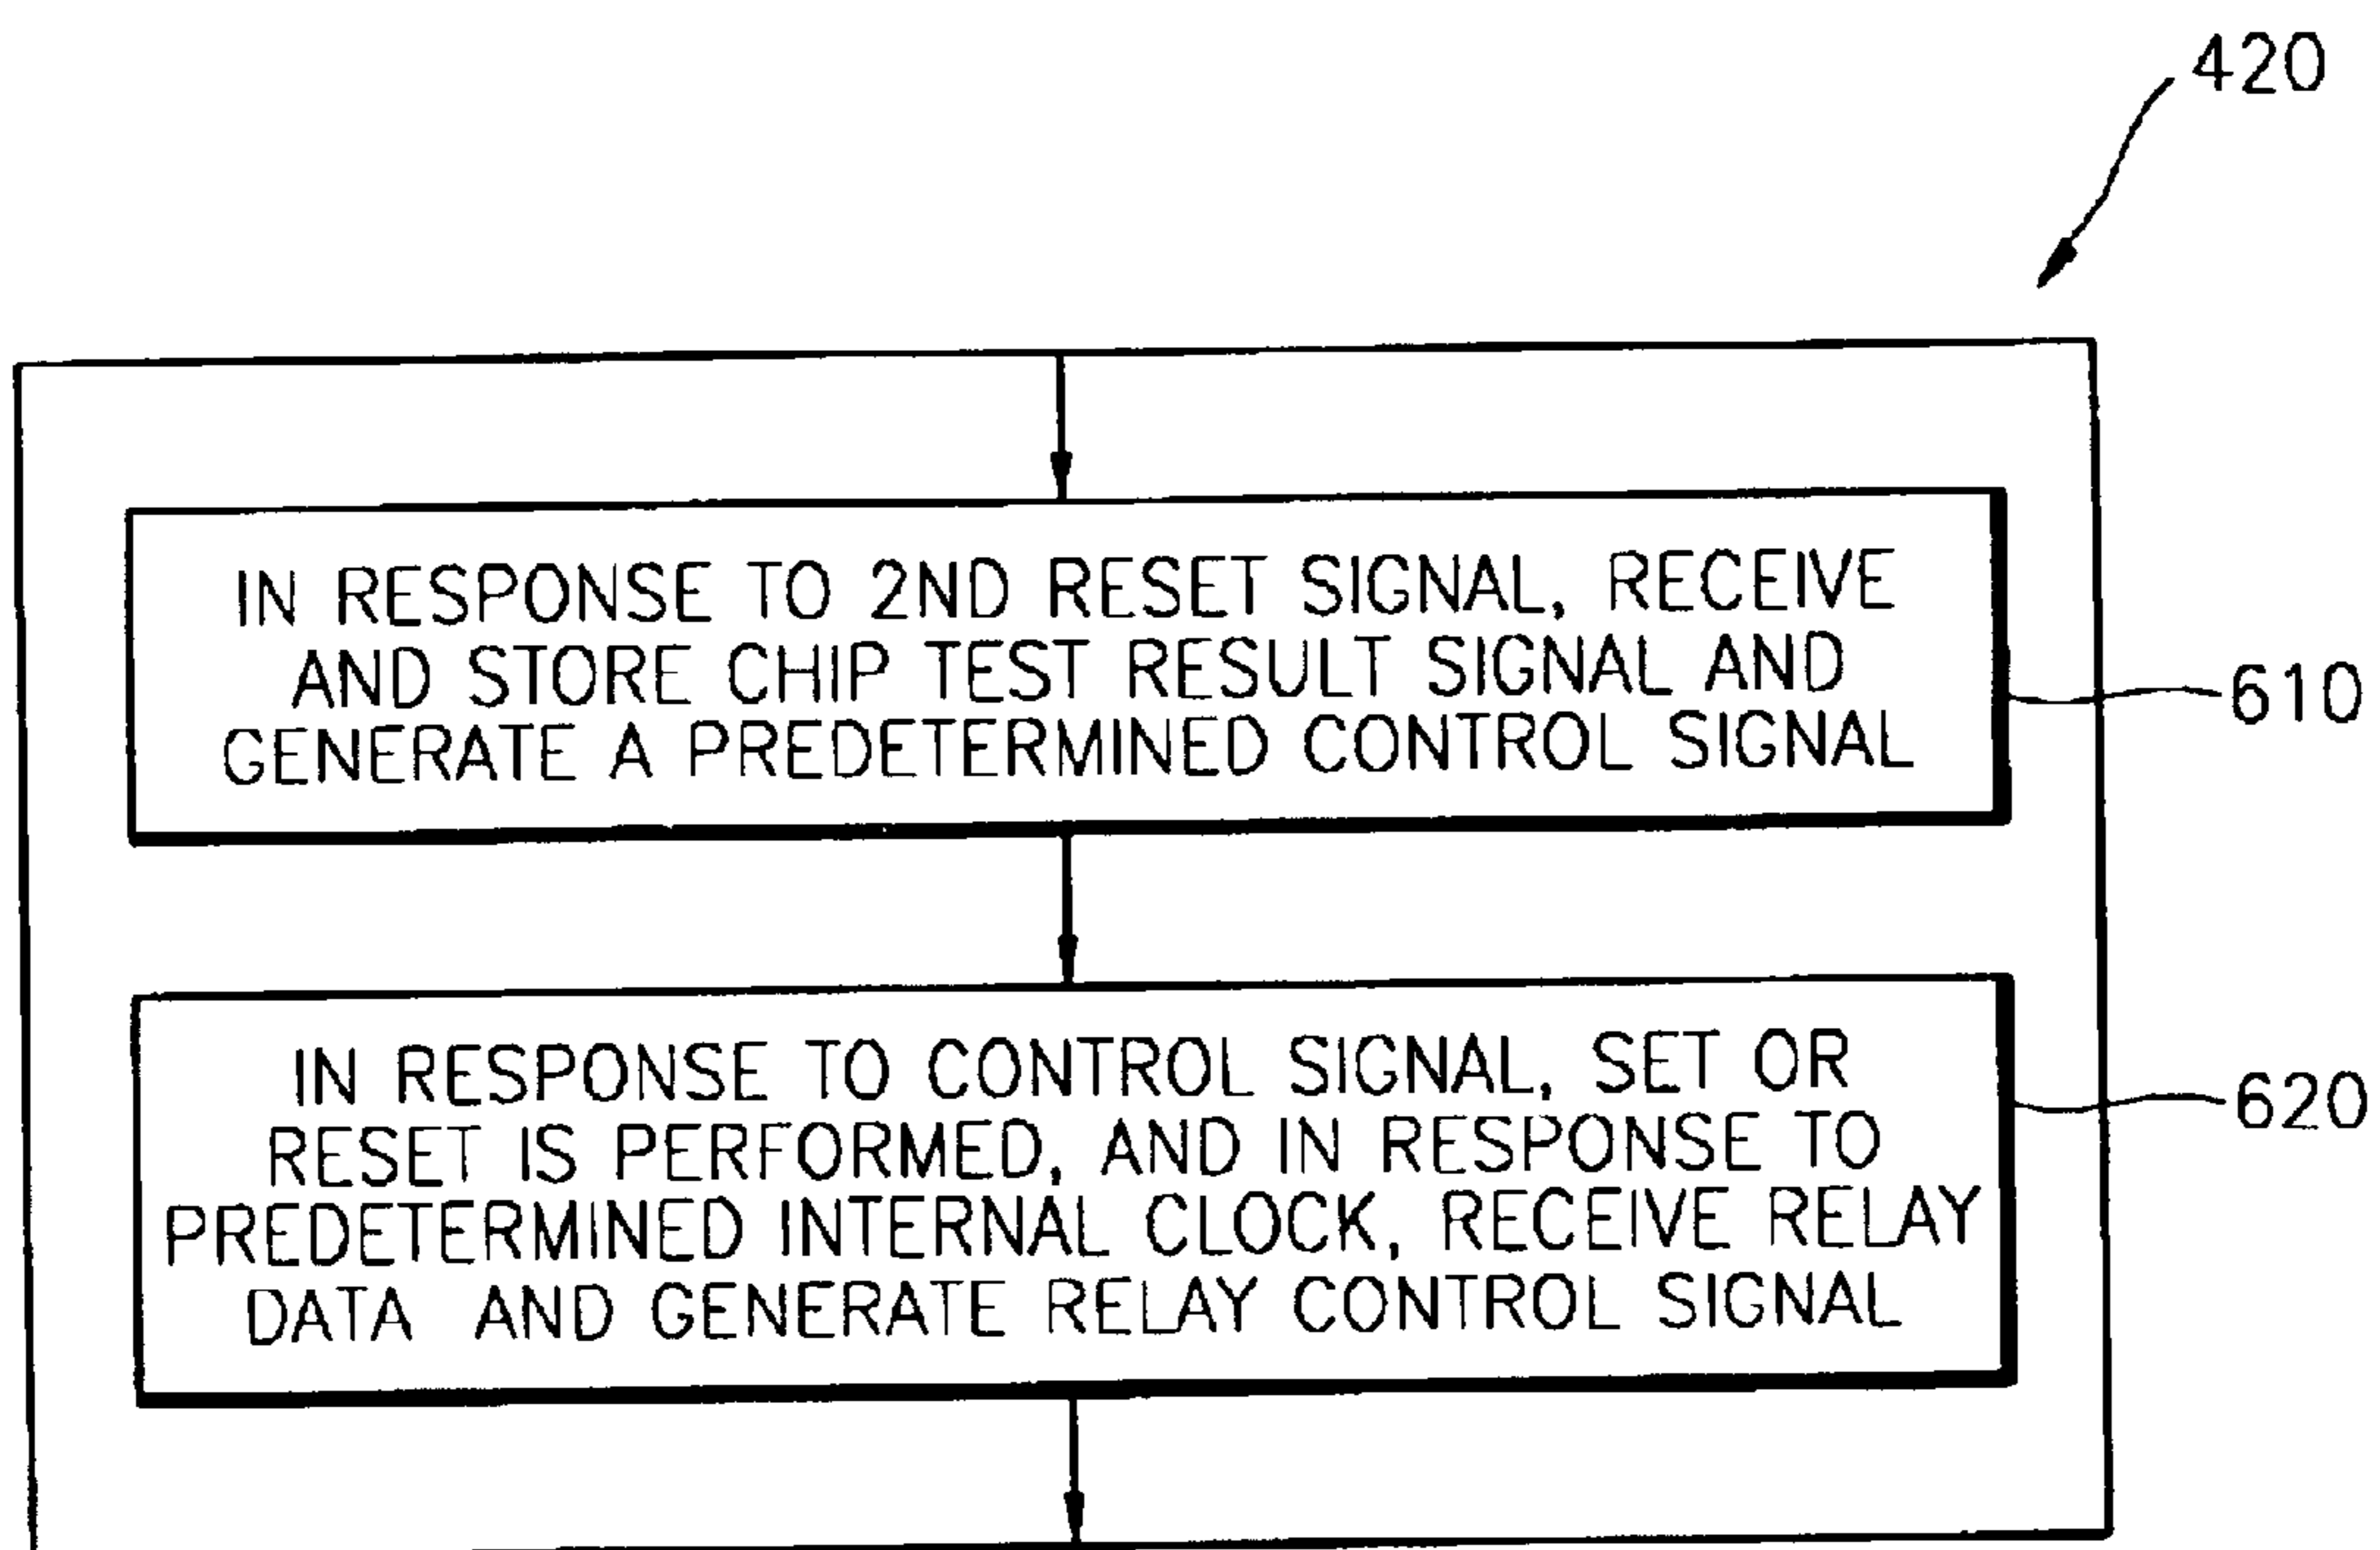 420
IN RESPONSE TO 2ND RESET SIGNAL, RECEIVE
AND STORE CHIP TEST RESULT SIGNAL AND
GENERATE A PREDETERMINED CONTROL SIGNAL
610
IN RESPONSE TO CONTROL SIGNAL, SET OR
RESET IS PERFORMED, AND IN RESPONSE TO
PREDETERMINED INTERNAL CLOCK, RECEIVE RELAY
DATA AND GENERATE RELAY CONTROL SIGNAL
620